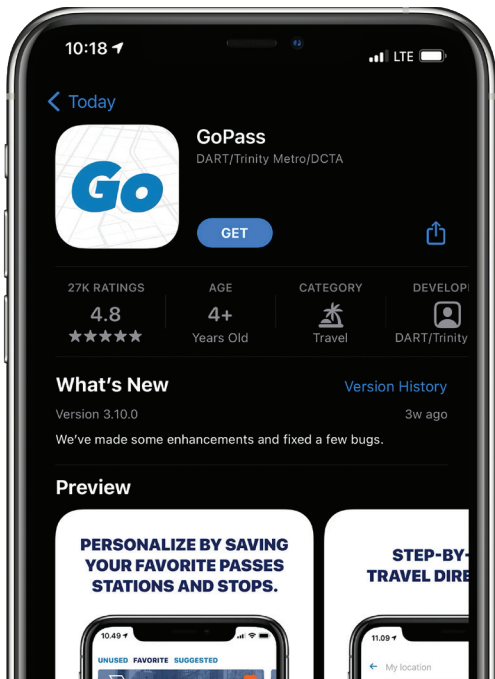 10:18
LTE
Today
Go
GoPass
DART/Trinity Metro/DCTA
GET
27K RATINGS AGE CATEGORY DEVELOP
4.8 4+
Years Old Travel DART/Trinity
What's New Version History
Version 3.10.0 3w ago
We've made some enhancements and fixed a few bugs.
Preview
PERSONALIZE BY SAVING
YOUR FAVORITE PASSES
STATIONS AND STOPS.
STEP-BY-
TRAVEL DIRE
10.49
UNUSED FAVORITE SUGGESTED
11.09
My location